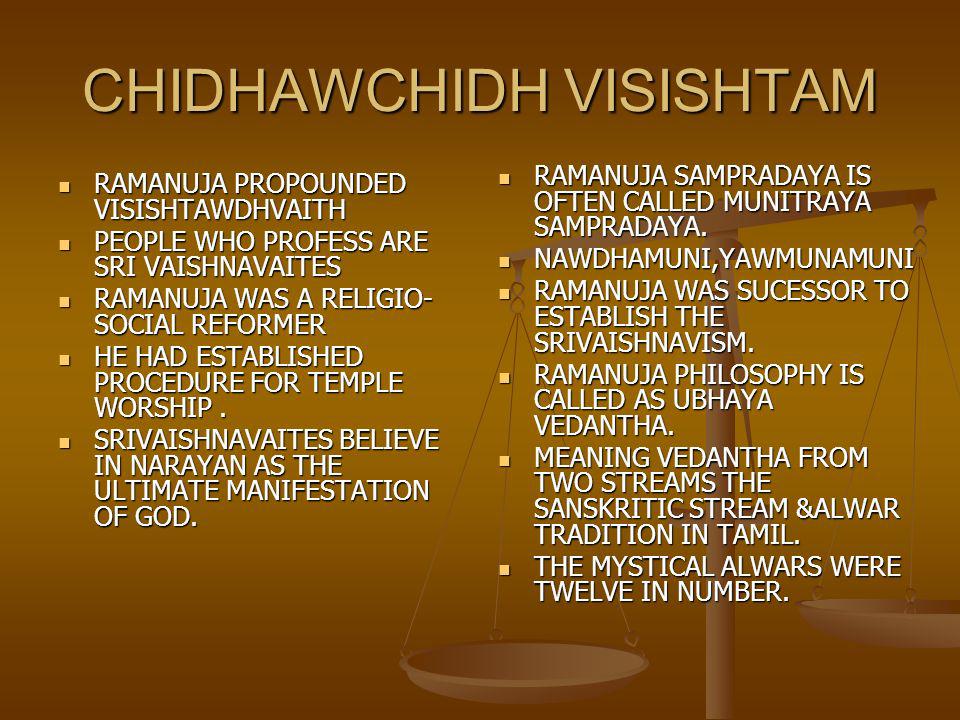 CHIDHAWCHIDH VISISHTAM
RAMANUJA PROPOUNDED
VISISHTAWDHVAITH
PEOPLE WHO PROFESS ARE
SRI VAISHNAVAITES
RAMANUJA WAS A RELIGIO-
SOCIAL REFORMER
HE HAD ESTABLISHED
PROCEDURE FOR TEMPLE
WORSHIP .
SRIVAISHNAVAITES BELIEVE
IN NARAYAN AS THE
ULTIMATE MANIFESTATION
OF GOD.
RAMANUJA SAMPRADAYA IS
OFTEN CALLED MUNITRAYA
SAMPRADAYA.
NAWDHAMUNI,YAWMUNAMUNI
RAMANUJA WAS SUCESSOR TO
ESTABLISH THE
SRIVAISHNAVISM.
RAMANUJA PHILOSOPHY IS
CALLED AS UBHAYA
VEDANTHA.
MEANING VEDANTHA FROM
TWO STREAMS THE
SANSKRITIC STREAM &ALWAR
TRADITION IN TAMIL.
THE MYSTICAL ALWARS WERE
TWELVE IN NUMBER.